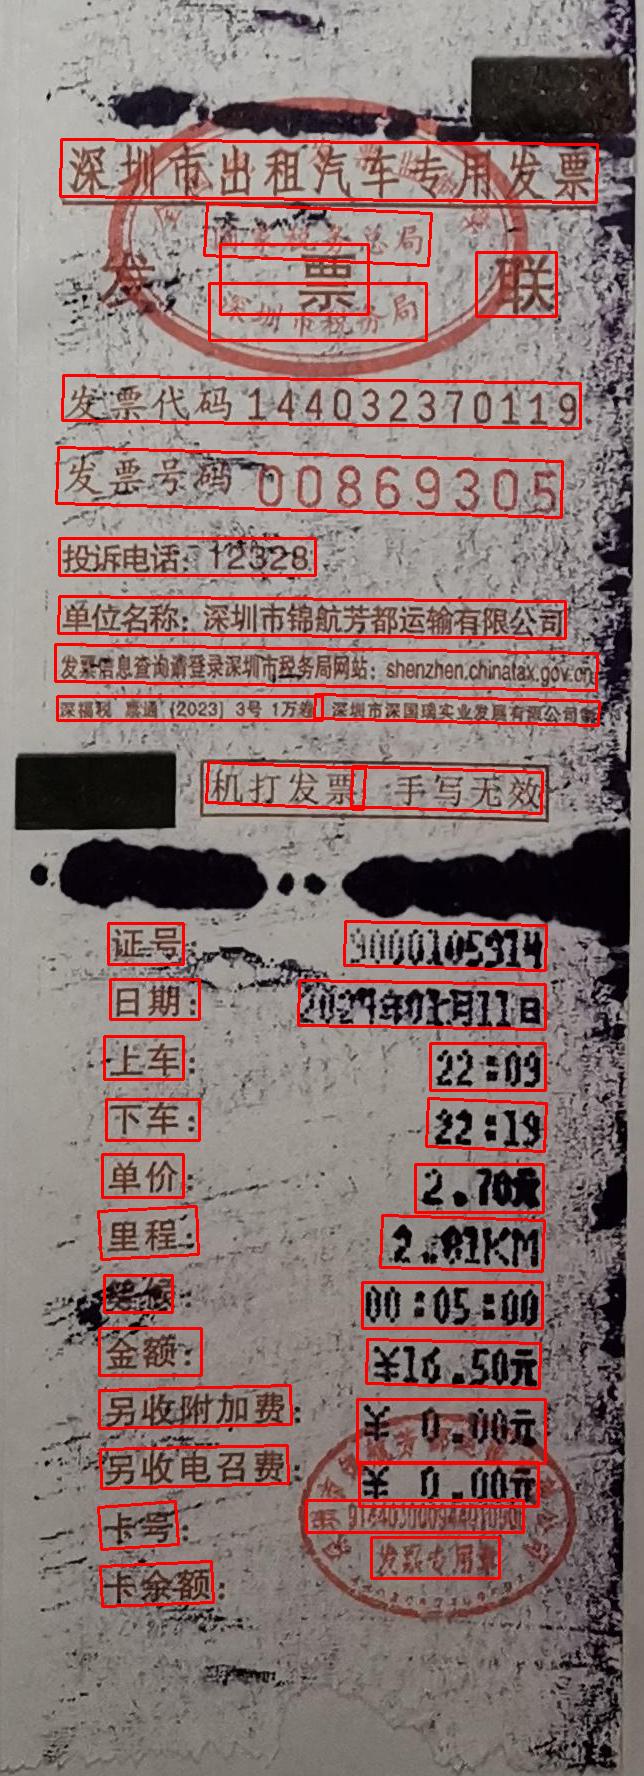 深圳市出租汽车专用发票
国家税务总局
发票联
深圳市税务局
发票代码 144032370119
发票号码 00869305
投诉电话：12328
单位名称：深圳市锦航芳都运输有限公司
发票信息查询请登录深圳市税务局网站：shenzhen.chinatax.gov.cn
深福税 票通 (2023) 3号 1万卷 深圳市深国瑞实业发展有限公司
机打发票 手写无效
证号：
日期：2024年01月11日
上车：22:09
下车：22:19
单价：2.70元
里程：2.81KM
等候：00:05:00
金额：¥16.50元
另收附加费：¥ 0.00元
另收电召费：¥ 0.00元
卡号：
发票专用章
卡余额：